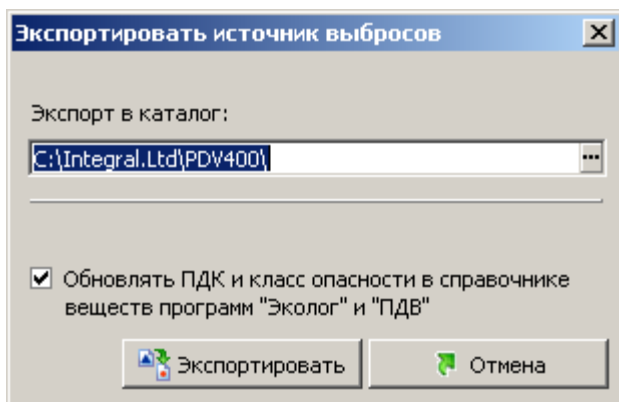 Экспортировать источник выбросов
Экспорт в каталог:
C:\Integral.Ltd\PDV400\
Обновлять ПДК и класс опасности в справочнике
веществ программ "Эколог" и "ПДВ"
Экспортировать
Отмена